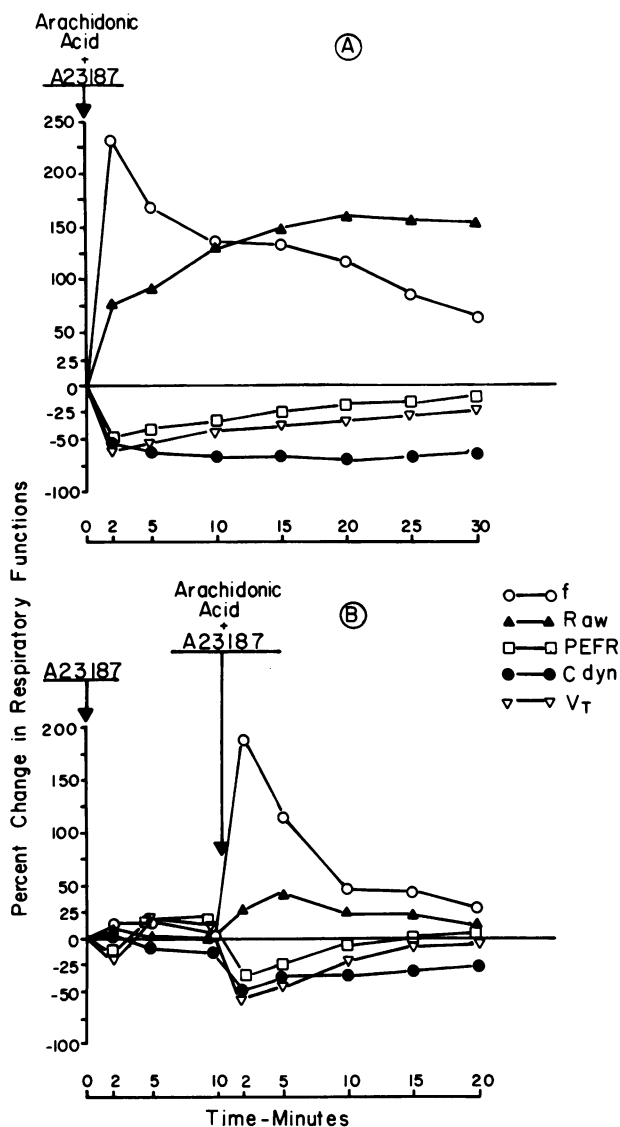 Arachidonic
Acid
+
A23187
A
250
200
150
100
50
25
0
-25
-50
-100
0 2 5 10 15 20 25 30
Percent Change in Respiratory Functions
Arachidonic
Acid
+
A23187
B
A23187
f
Raw
PEFR
C dyn
VT
200
150
100
50
25
0
-25
-50
-100
0 2 5 10 2 5 10 15 20
Time-Minutes